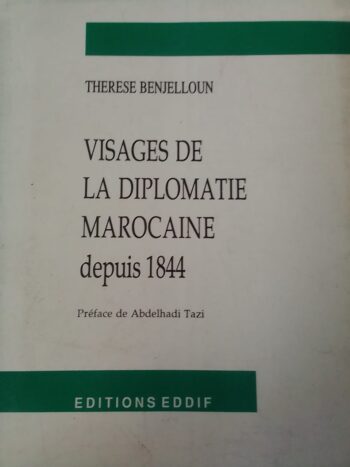 THERESE BENJELLOUN
VISAGES DE
LA DIPLOMATIE
MAROCAINE
depuis 1844
Préface de Abdelhadi Tazi
EDITIONS EDDIF